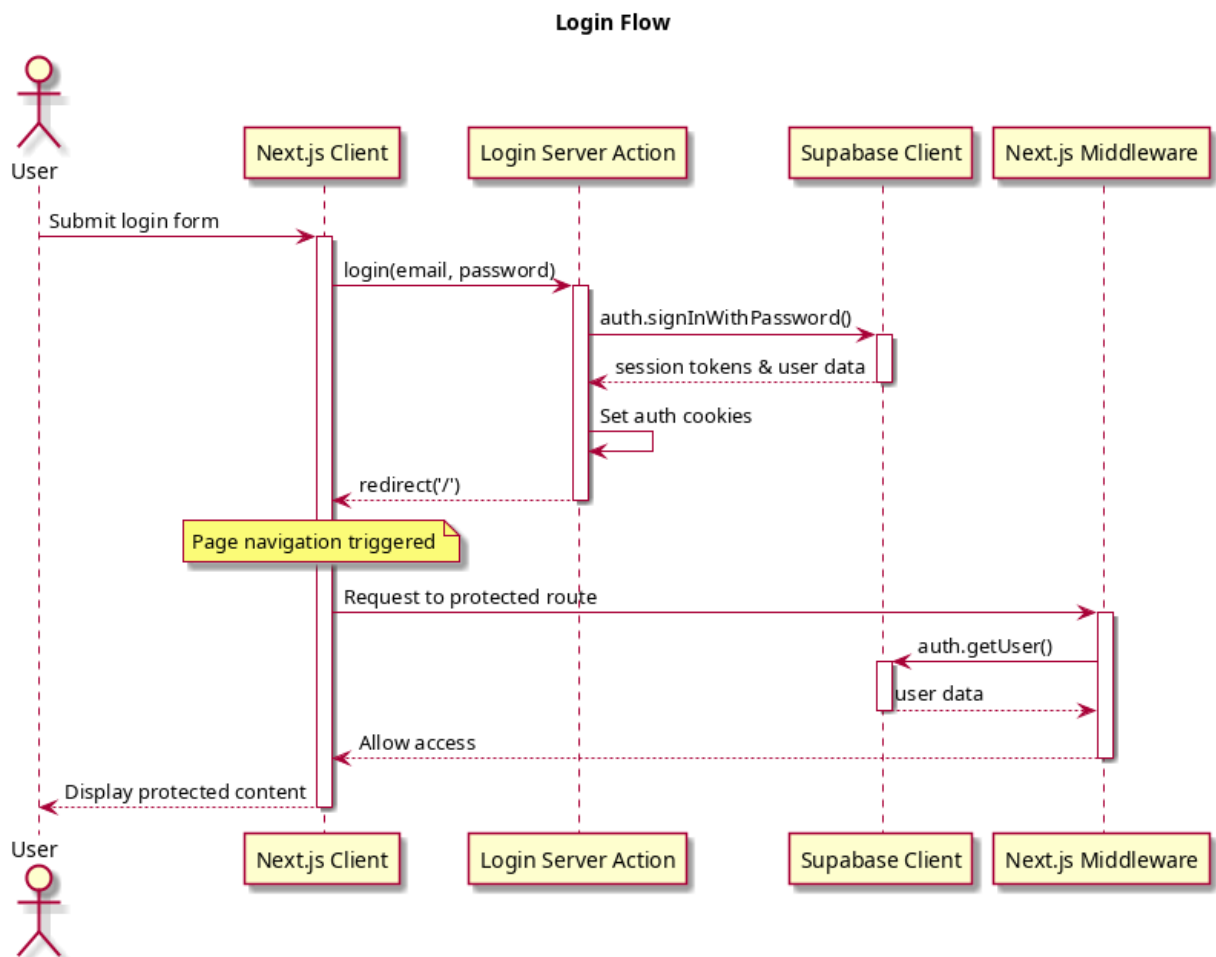 Login Flow
User
Next.js Client
Login Server Action
Supabase Client
Next.js Middleware
Submit login form
login(email, password)
auth.signInWithPassword()
session tokens & user data
Set auth cookies
redirect('/')
Page navigation triggered
Request to protected route
auth.getUser()
user data
Allow access
Display protected content
User
Next.js Client
Login Server Action
Supabase Client
Next.js Middleware